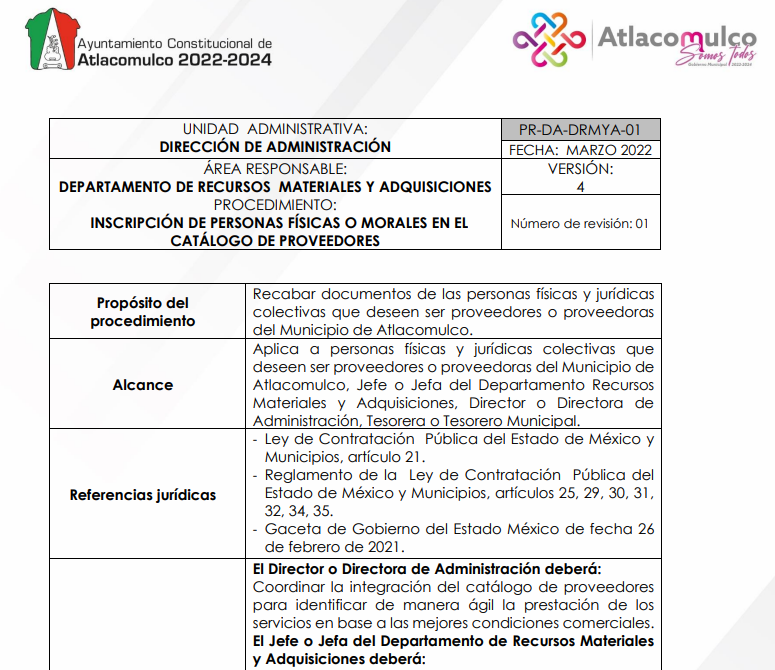 Ayuntamiento Constitucional de
Atlacomulco 2022-2024
Atlacomulco
Somos Todos
Gobierno Municipal 2022-2024
UNIDAD ADMINISTRATIVA:
DIRECCIÓN DE ADMINISTRACIÓN
PR-DA-DRMYA-01
FECHA: MARZO 2022
ÁREA RESPONSABLE:
DEPARTAMENTO DE RECURSOS MATERIALES Y ADQUISICIONES
PROCEDIMIENTO:
INSCRIPCIÓN DE PERSONAS FÍSICAS O MORALES EN EL
CATÁLOGO DE PROVEEDORES
VERSIÓN:
4
Número de revisión: 01
Propósito del
procedimiento
Recabar documentos de las personas físicas y jurídicas
colectivas que deseen ser proveedores o proveedoras
del Municipio de Atlacomulco.
Alcance
Aplica a personas físicas y jurídicas colectivas que
deseen ser proveedores o proveedoras del Municipio de
Atlacomulco, Jefe o Jefa del Departamento Recursos
Materiales y Adquisiciones, Director o Directora de
Administración, Tesorera o Tesorero Municipal.
Referencias jurídicas
- Ley de Contratación Pública del Estado de México y
Municipios, artículo 21.
- Reglamento de la Ley de Contratación Pública del
Estado de México y Municipios, artículos 25, 29, 30, 31,
32, 34, 35.
- Gaceta de Gobierno del Estado México de fecha 26
de febrero de 2021.
El Director o Directora de Administración deberá:
Coordinar la integración del catálogo de proveedores
para identificar de manera ágil la prestación de los
servicios en base a las mejores condiciones comerciales.
El Jefe o Jefa del Departamento de Recursos Materiales
y Adquisiciones deberá: